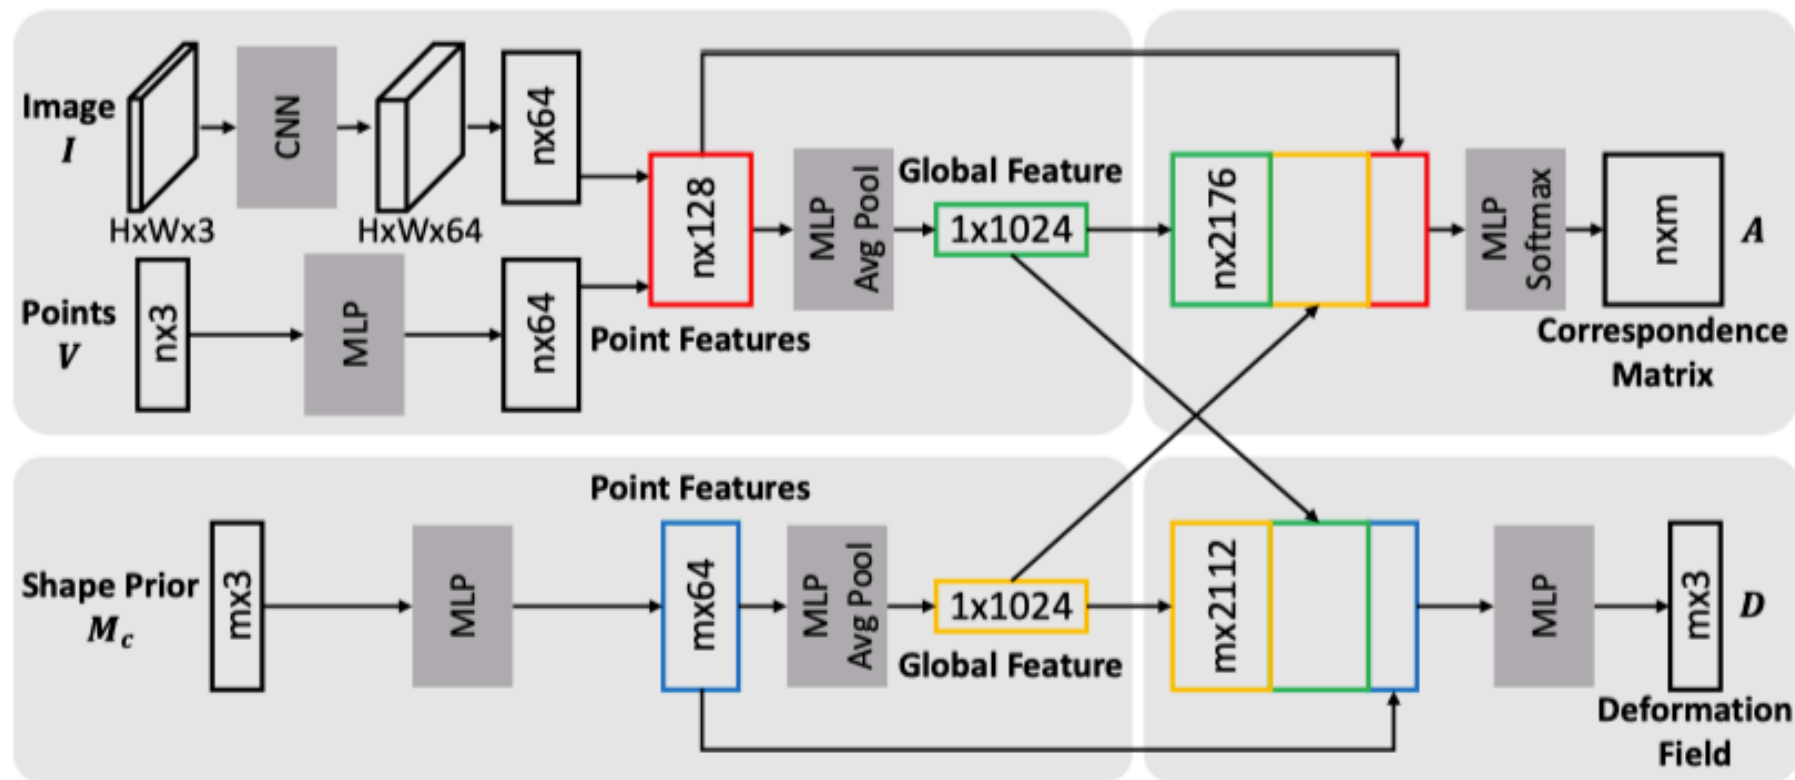 Image
I
HxWx3
CNN
HxWx64
nx64
Points
V
nx3
MLP
nx64
nx128
Point Features
MLP
Avg Pool
Global Feature
1x1024
nx2176
MLP
Softmax
nxm
A
Correspondence
Matrix
Shape Prior
M_c
mx3
MLP
Point Features
mx64
MLP
Avg Pool
1x1024
Global Feature
mx2112
MLP
mx3
D
Deformation
Field